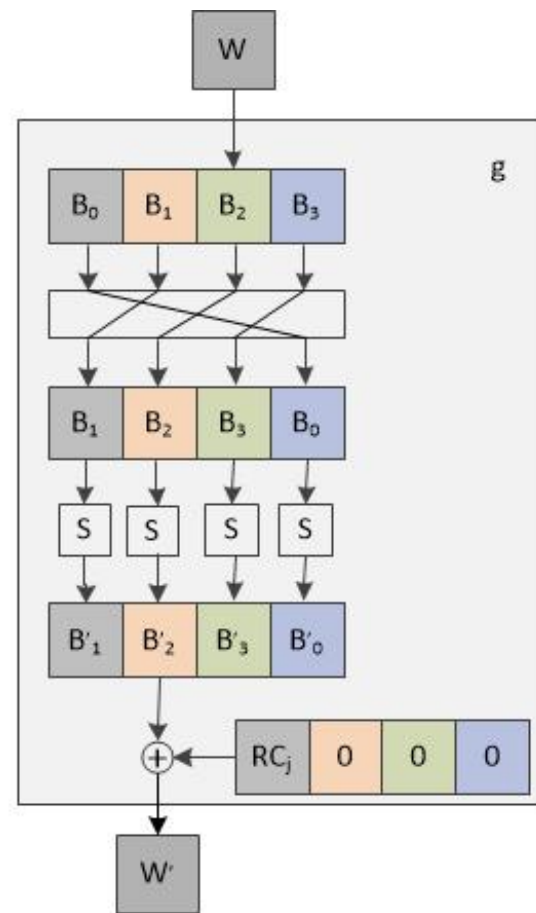 W
g
B₀ B₁ B₂ B₃
B₁ B₂ B₃ B₀
S S S S
B'₁ B'₂ B'₃ B'₀
+ RCⱼ 0 0 0
W'